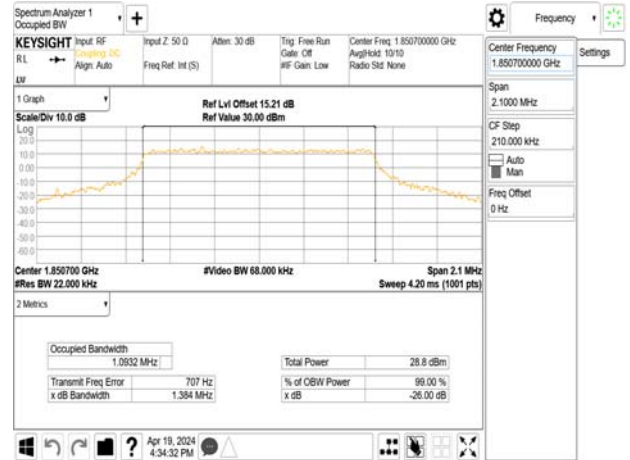 Spectrum Analyzer 1
Occupied BW
Frequency
KEYSIGHT
Input: RF
Input Z: 50 Ω
Atten: 30 dB
Trig: Free Run
Center Freq: 1.850700000 GHz
RL
Coupling: DC
Gate: Off
Avg|Hold: 10/10
Align: Auto
Freq Ref: Int (S)
#IF Gain: Low
Radio Std: None
Center Frequency
1.850700000 GHz
Settings
Span
2.1000 MHz
CF Step
210.000 kHz
Auto
Man
Freq Offset
0 Hz
1 Graph
Ref Lvl Offset 15.21 dB
Scale/Div 10.0 dB
Ref Value 30.00 dBm
Log
20.0
10.0
0.00
-10.0
-20.0
-30.0
-40.0
-50.0
-60.0
Center 1.850700 GHz
#Video BW 68.000 kHz
Span 2.1 MHz
#Res BW 22.000 kHz
Sweep 4.20 ms (1001 pts)
2 Metrics
Occupied Bandwidth
1.0932 MHz
Total Power
28.8 dBm
Transmit Freq Error
707 Hz
% of OBW Power
99.00 %
x dB Bandwidth
1.384 MHz
x dB
-26.00 dB
?
Apr 19, 2024
4:34:32 PM